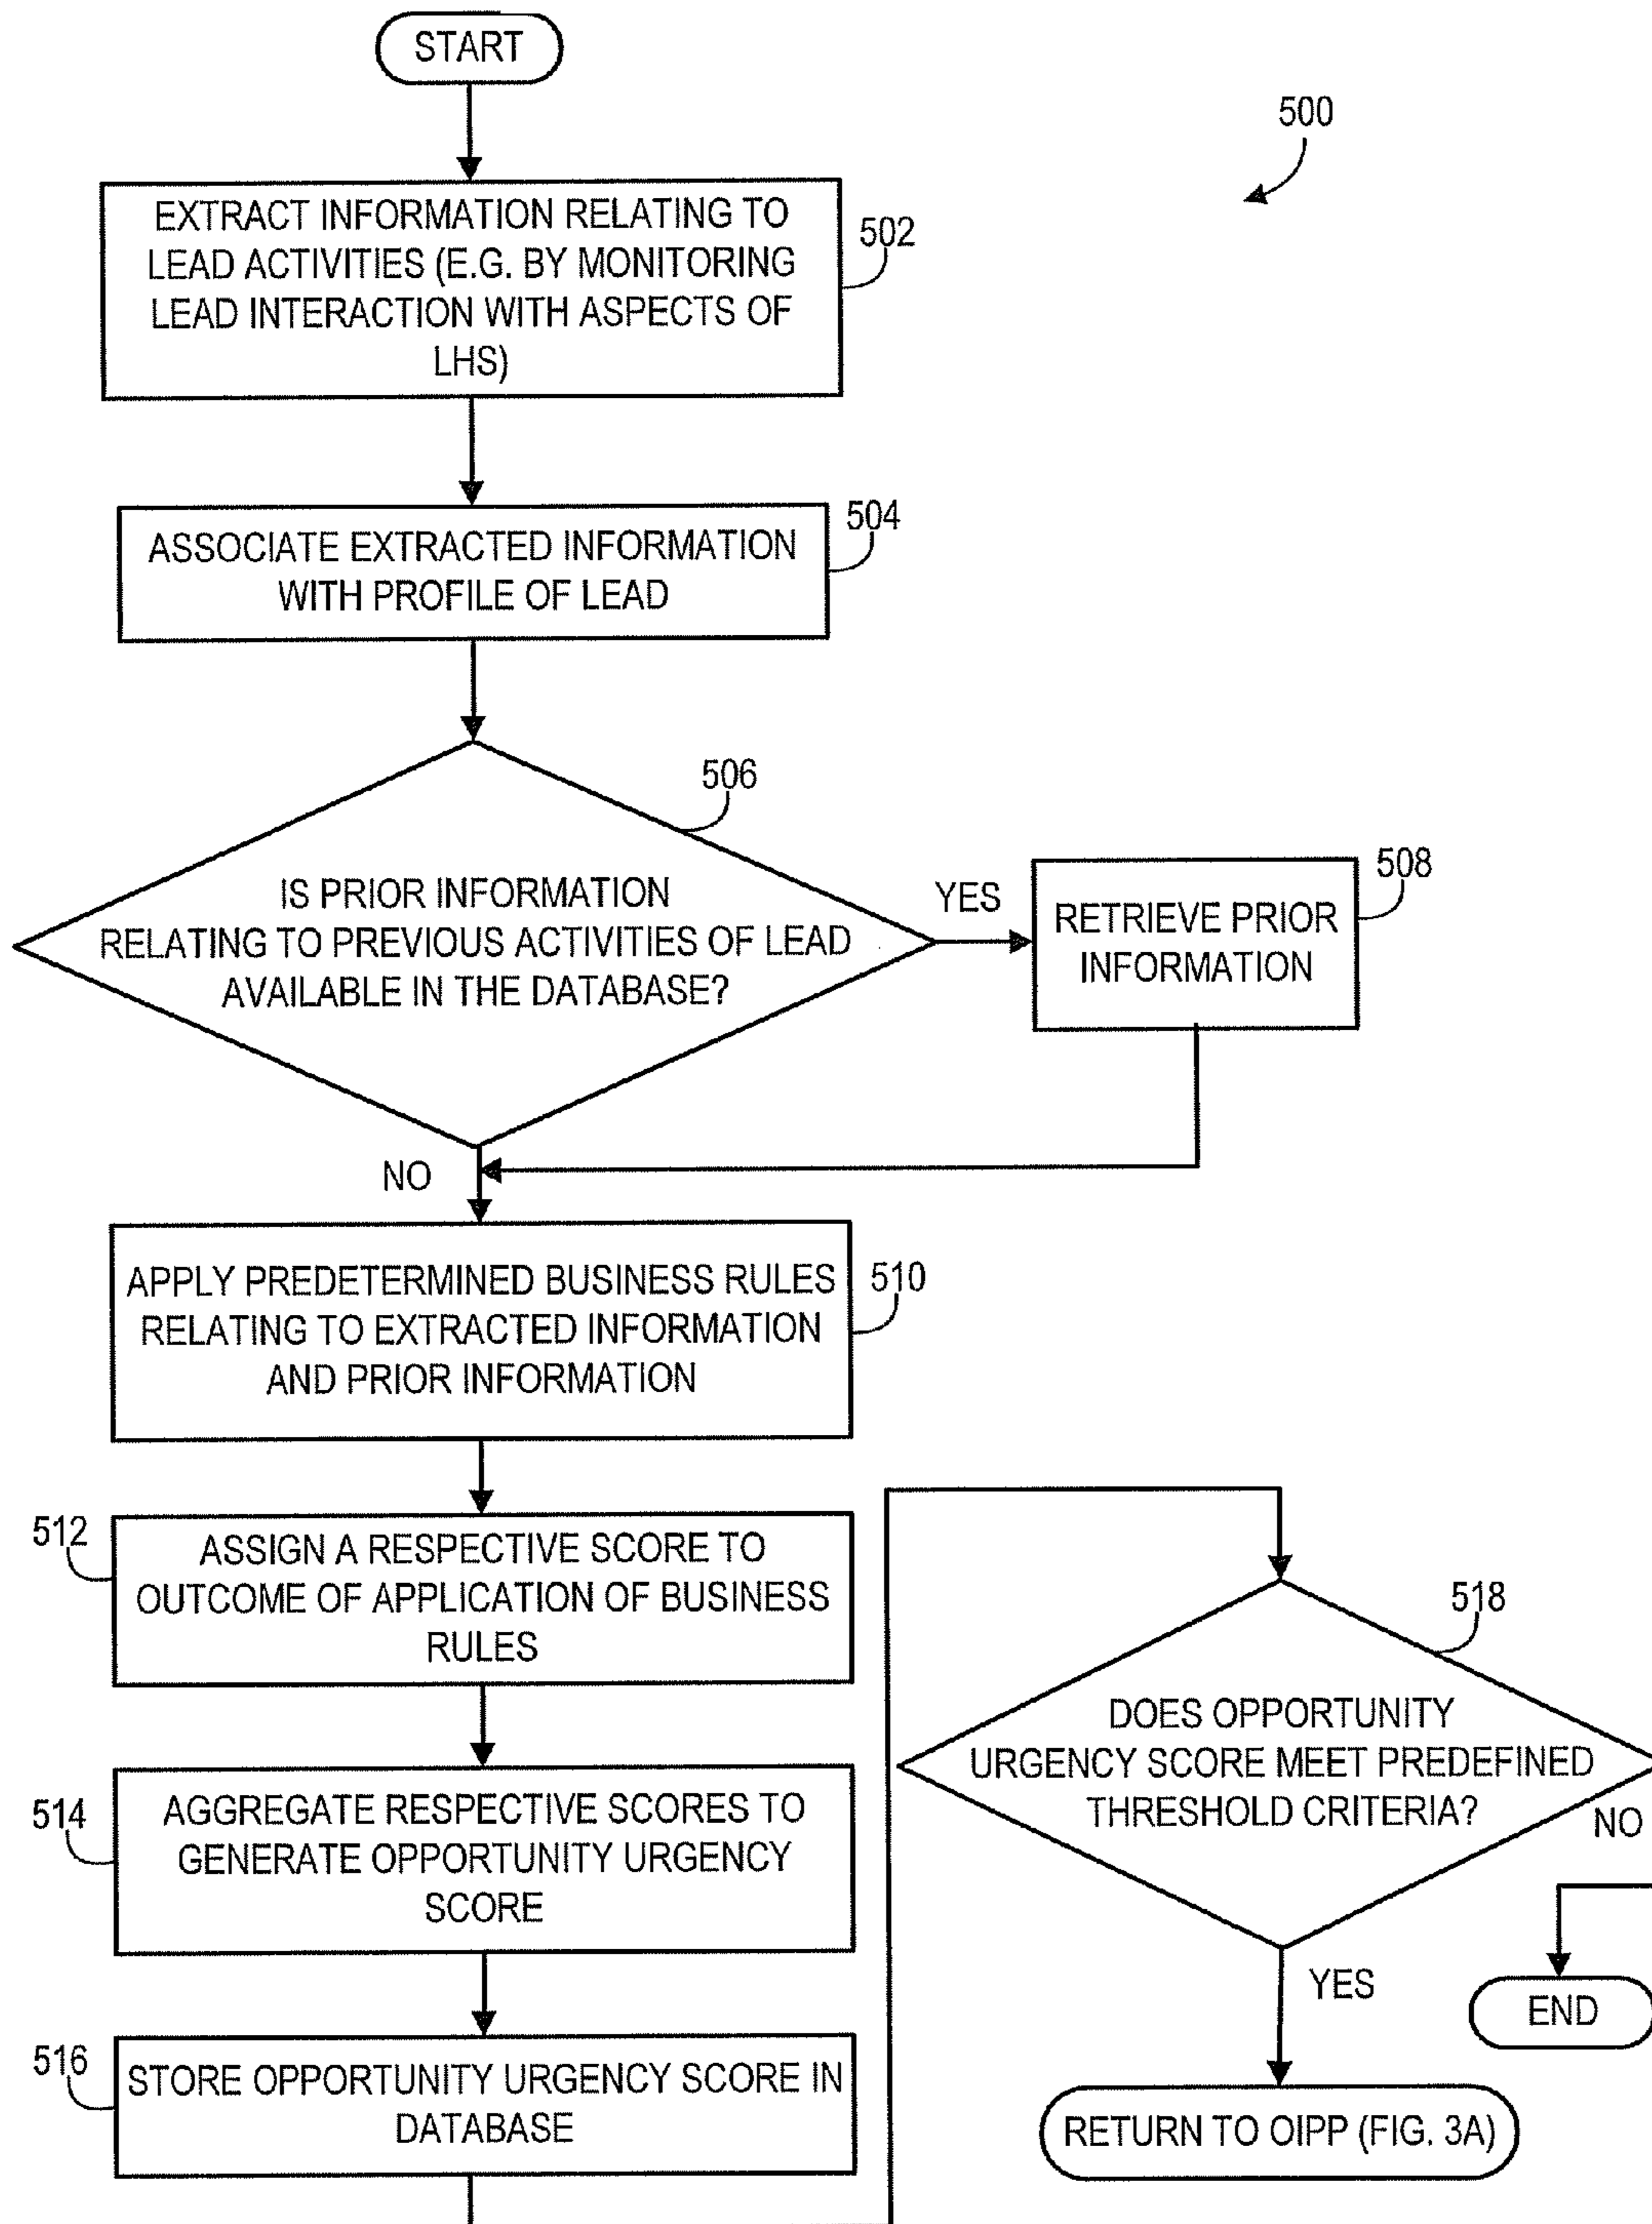 START
500
EXTRACT INFORMATION RELATING TO
LEAD ACTIVITIES (E.G. BY MONITORING
LEAD INTERACTION WITH ASPECTS OF
LHS)
502
ASSOCIATE EXTRACTED INFORMATION
WITH PROFILE OF LEAD
504
IS PRIOR INFORMATION
RELATING TO PREVIOUS ACTIVITIES OF LEAD
AVAILABLE IN THE DATABASE?
506
YES
RETRIEVE PRIOR
INFORMATION
508
NO
APPLY PREDETERMINED BUSINESS RULES
RELATING TO EXTRACTED INFORMATION
AND PRIOR INFORMATION
510
512
ASSIGN A RESPECTIVE SCORE TO
OUTCOME OF APPLICATION OF BUSINESS
RULES
514
AGGREGATE RESPECTIVE SCORES TO
GENERATE OPPORTUNITY URGENCY
SCORE
516
STORE OPPORTUNITY URGENCY SCORE IN
DATABASE
518
DOES OPPORTUNITY
URGENCY SCORE MEET PREDEFINED
THRESHOLD CRITERIA?
NO
YES
END
RETURN TO OIPP (FIG. 3A)